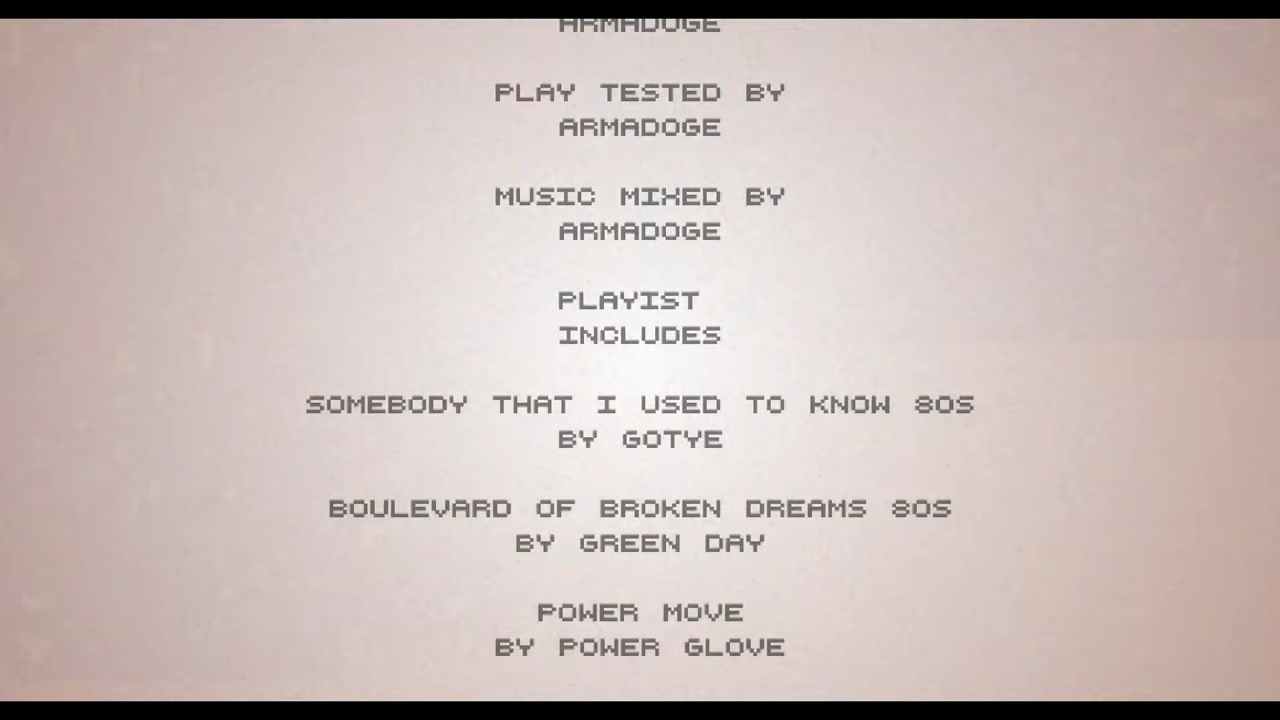 ARMADOGE
PLAY TESTED BY
ARMADOGE
MUSIC MIXED BY
ARMADOGE
PLAYIST
INCLUDES
SOMEBODY THAT I USED TO KNOW 80S
BY GOTYE
BOULEVARD OF BROKEN DREAMS 80S
BY GREEN DAY
POWER MOVE
BY POWER GLOVE